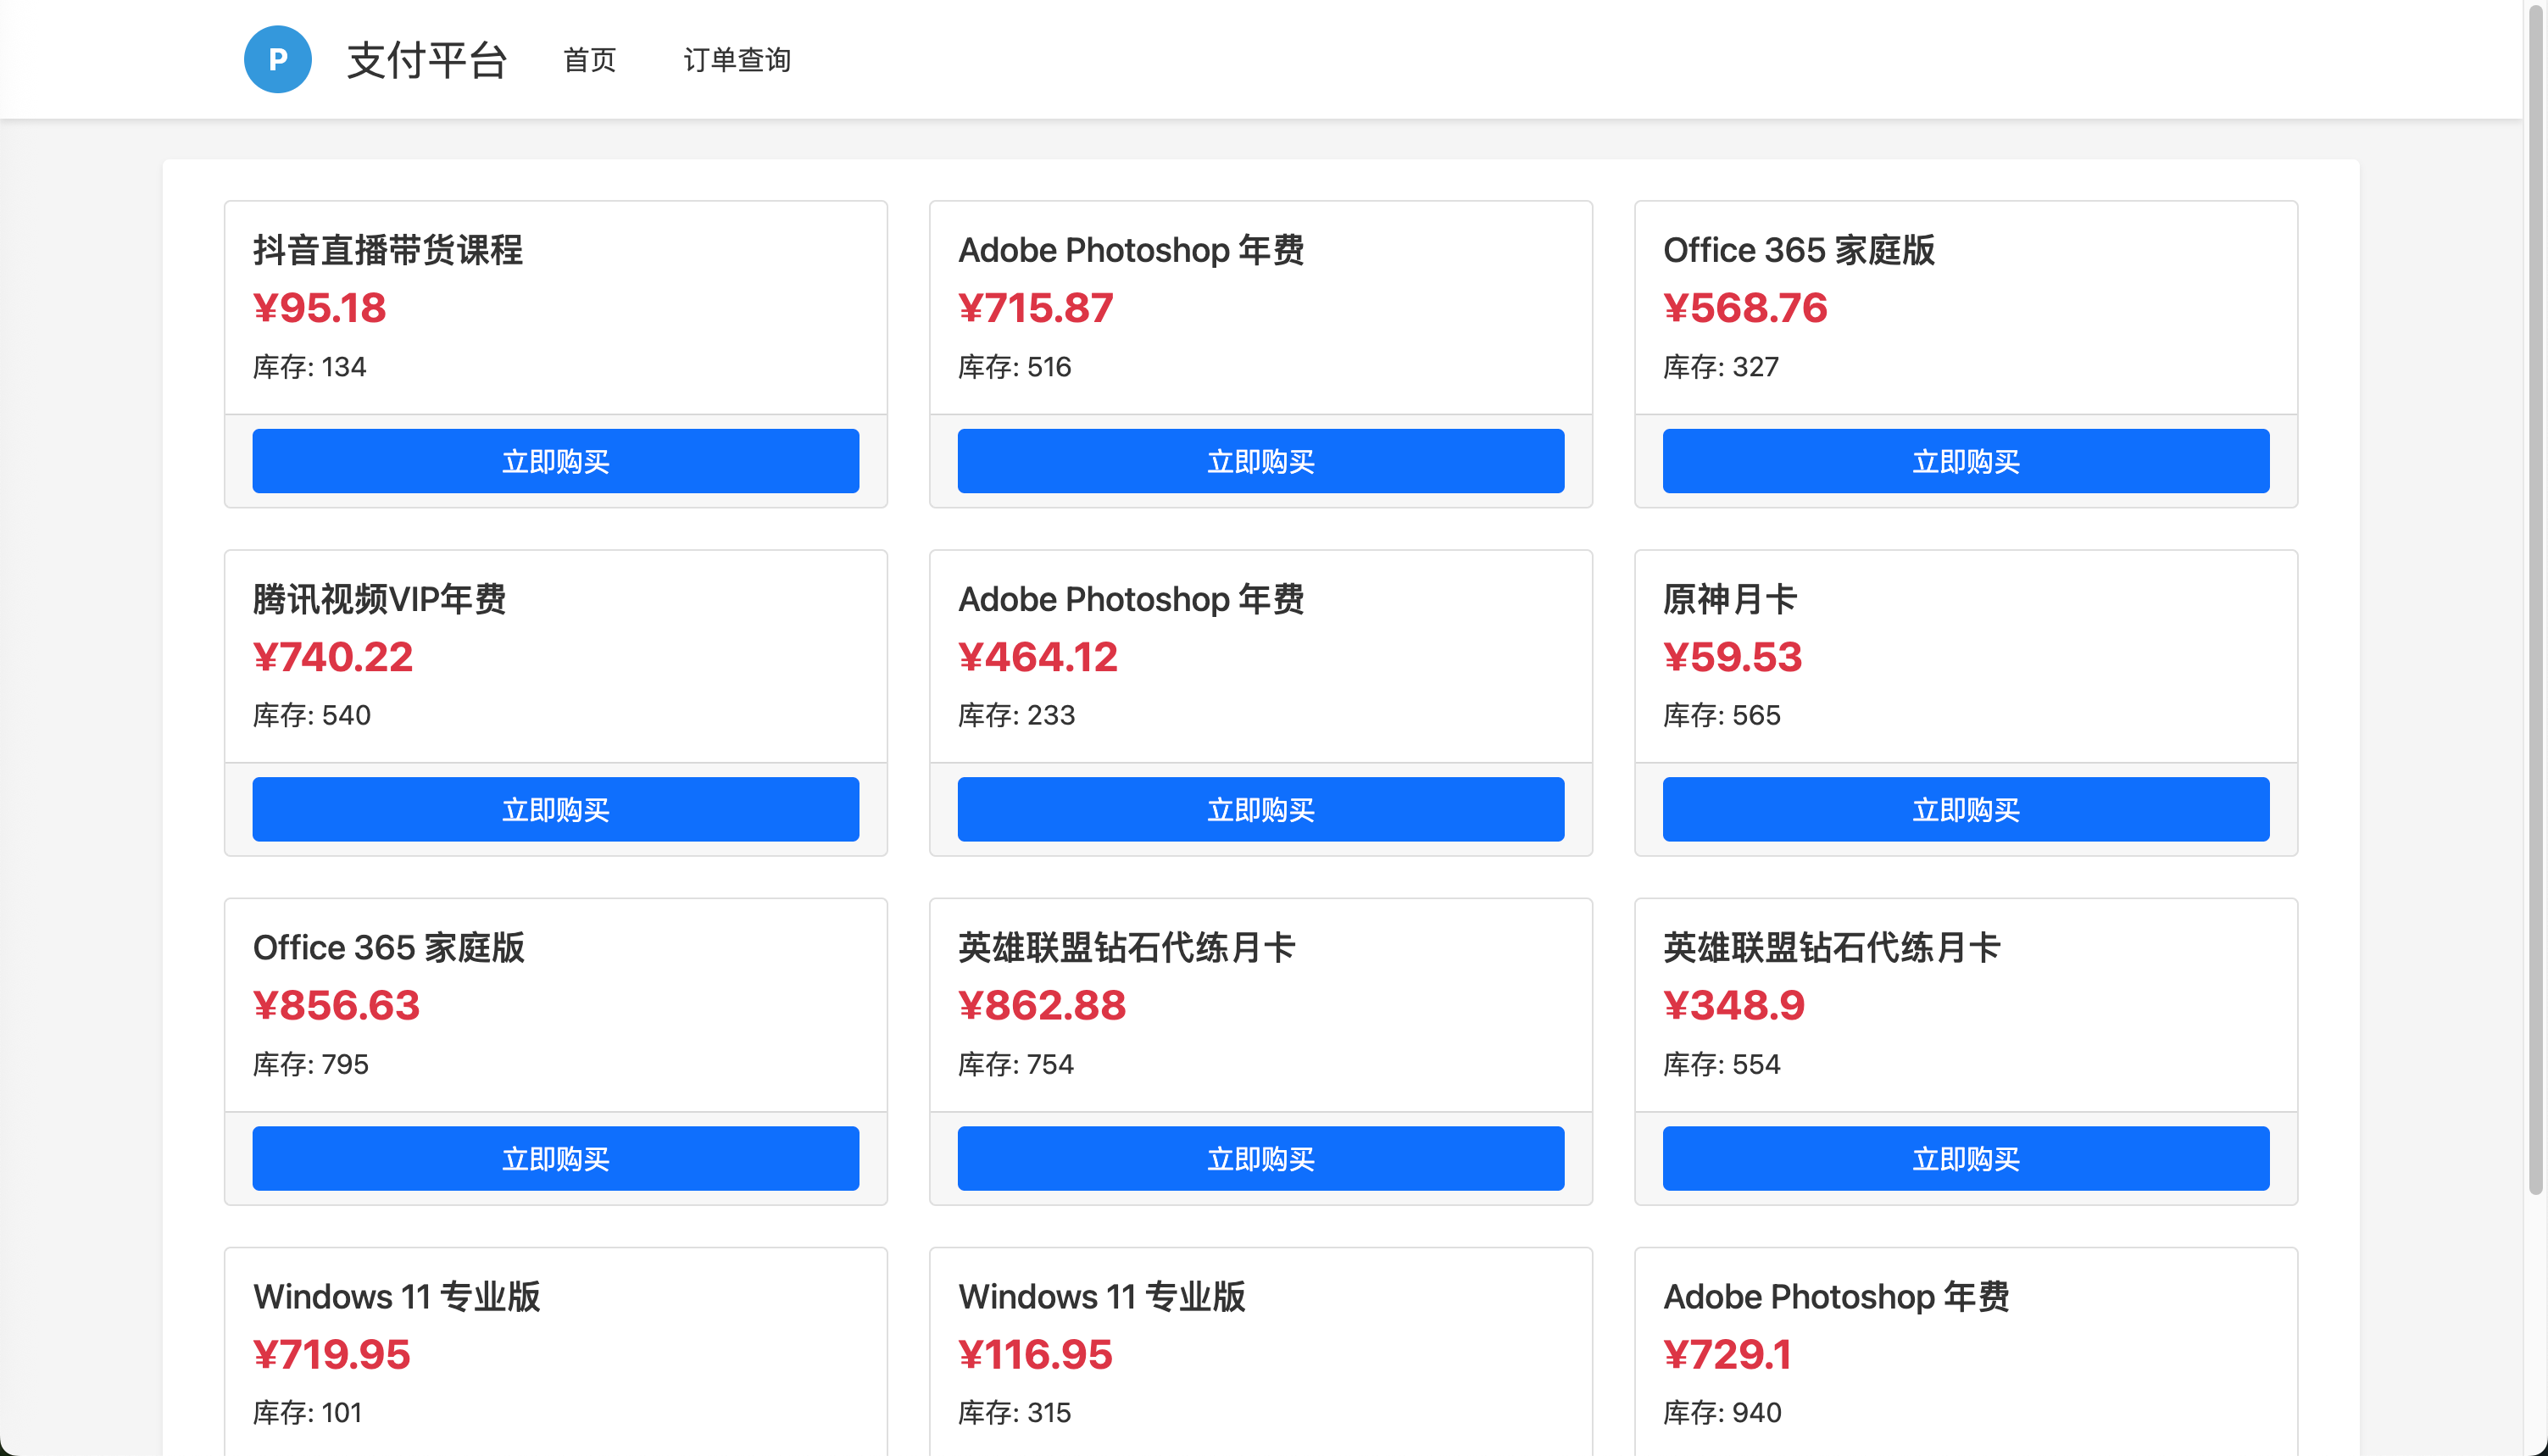 P 支付平台 首页 订单查询
抖音直播带货课程
¥95.18
库存: 134
立即购买
Adobe Photoshop 年费
¥715.87
库存: 516
立即购买
Office 365 家庭版
¥568.76
库存: 327
立即购买
腾讯视频VIP年费
¥740.22
库存: 540
立即购买
Adobe Photoshop 年费
¥464.12
库存: 233
立即购买
原神月卡
¥59.53
库存: 565
立即购买
Office 365 家庭版
¥856.63
库存: 795
立即购买
英雄联盟钻石代练月卡
¥862.88
库存: 754
立即购买
英雄联盟钻石代练月卡
¥348.9
库存: 554
立即购买
Windows 11 专业版
¥719.95
库存: 101
Windows 11 专业版
¥116.95
库存: 315
Adobe Photoshop 年费
¥729.1
库存: 940